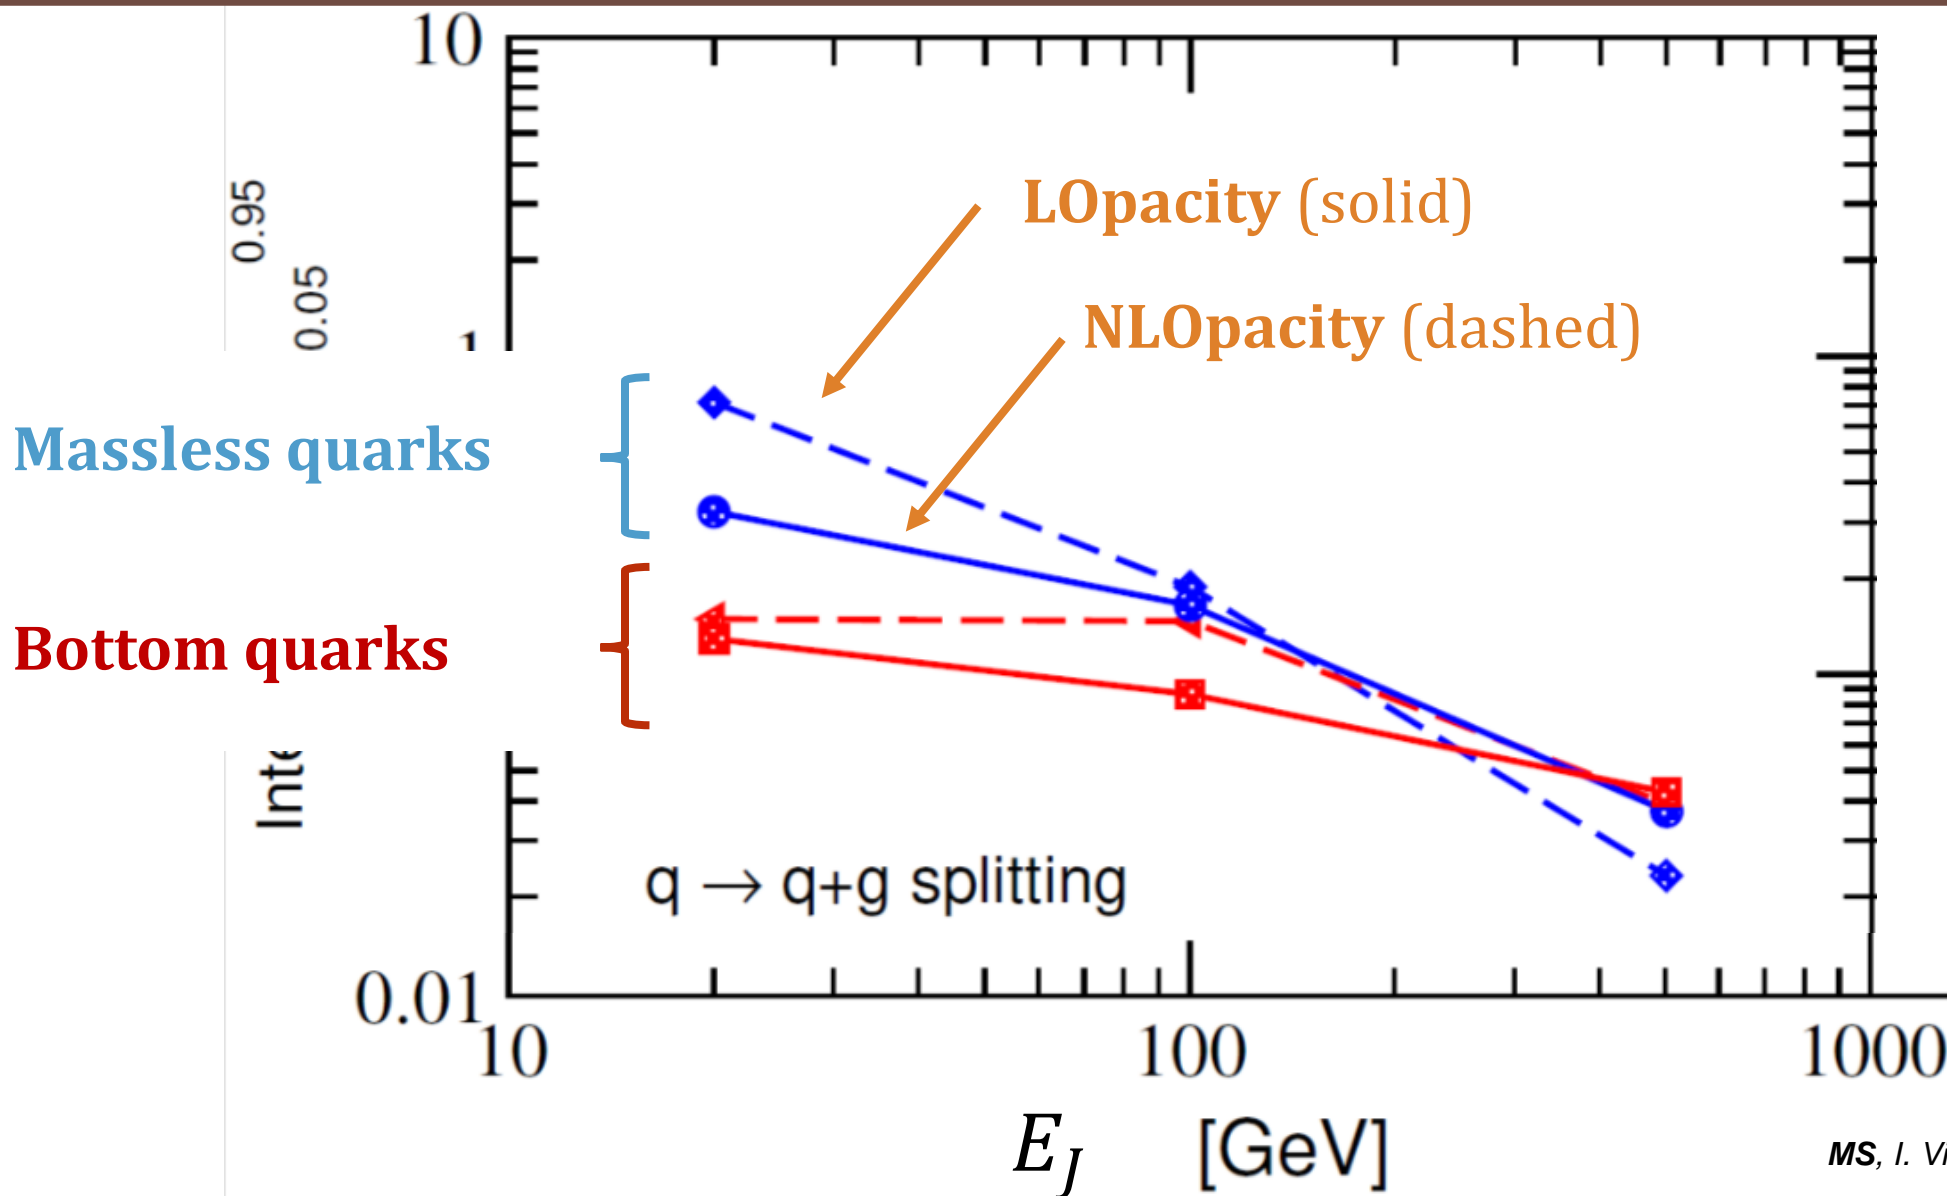 10
0.95
0.05
LOpacity (solid)
NLOpacity (dashed)
1
Massless quarks
Bottom quarks
q → q+g splitting
0.01
10
100
1000
E_J [GeV]
MS, I.